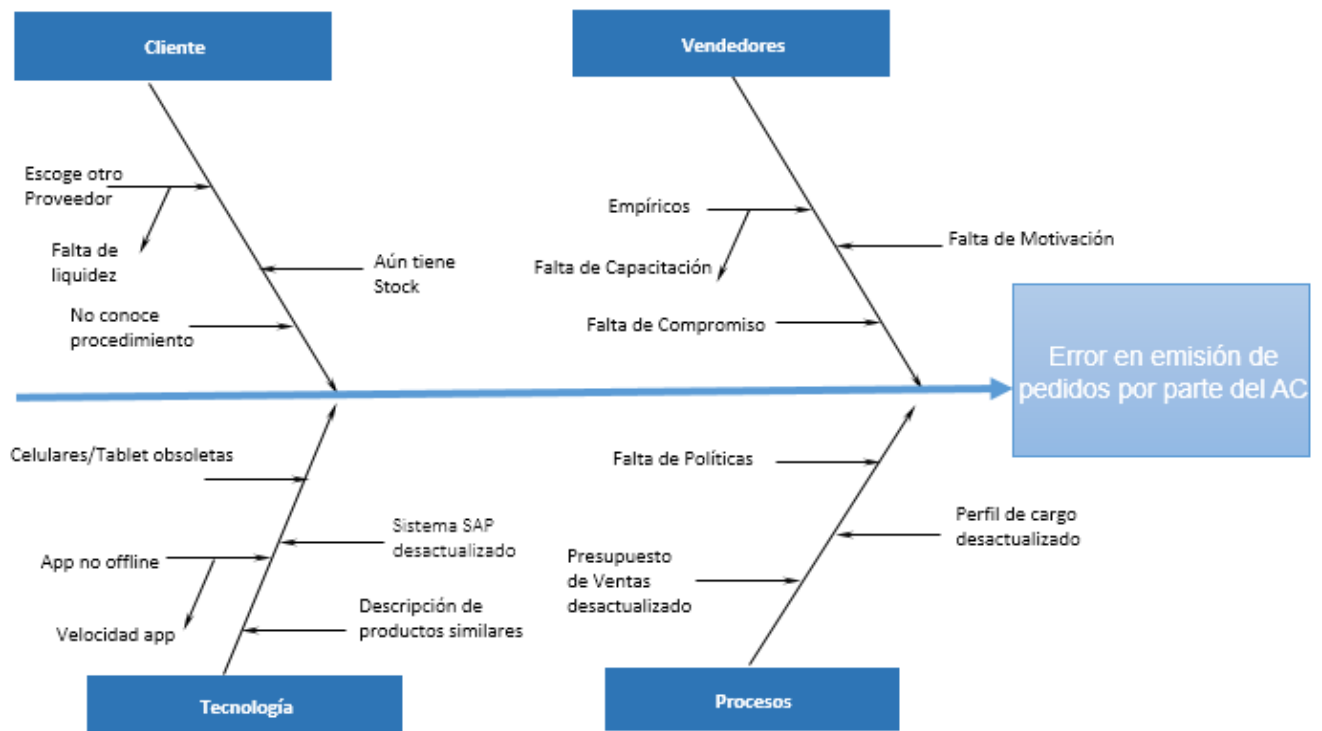 Cliente
Vendedores
Escoge otro
Proveedor
Falta de
liquidez
Aún tiene
Stock
No conoce
procedimiento
Empíricos
Falta de Motivación
Falta de Capacitación
Falta de Compromiso
Error en emisión de
pedidos por parte del AC
Celulares/Tablet obsoletas
Sistema SAP
desactualizado
App no offline
Velocidad app
Descripción de
productos similares
Falta de Políticas
Perfil de cargo
desactualizado
Presupuesto
de Ventas
desactualizado
Tecnología
Procesos